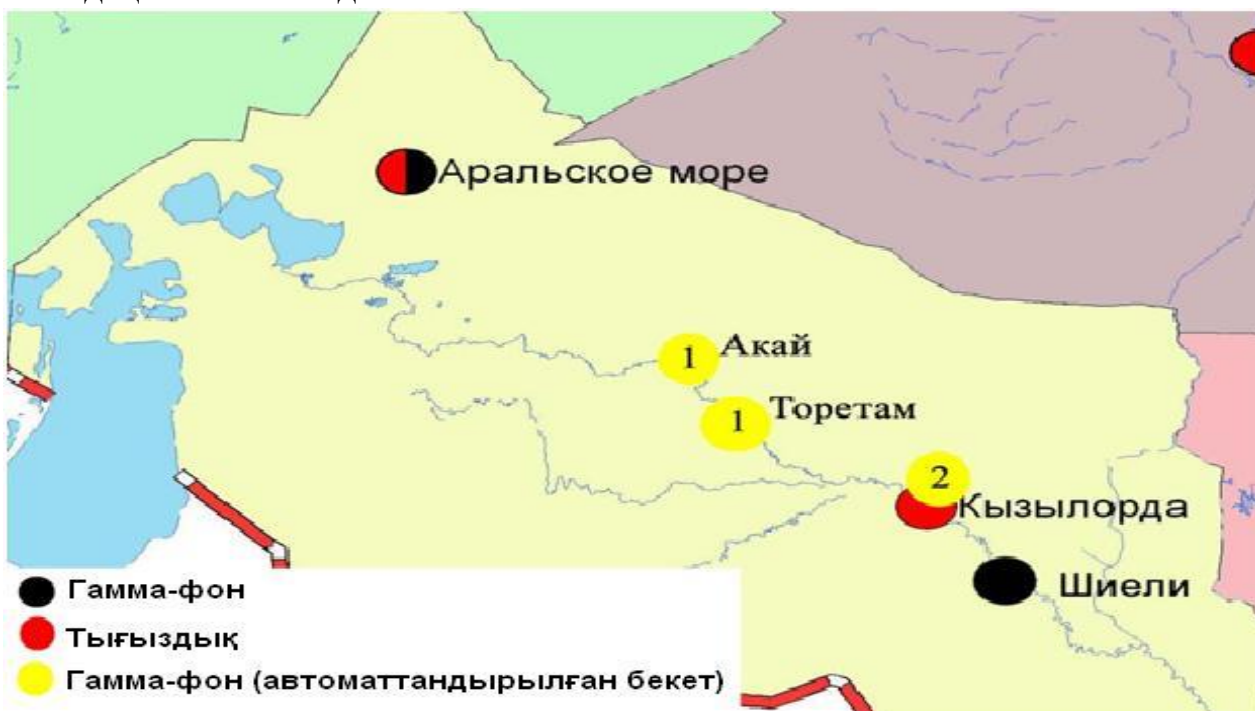 Аральское море
1 Акай
1 Торетам
2
Кызылорда
Шиели
Гамма-фон
Тығыздық
Гамма-фон (автоматтандырылған бекет)